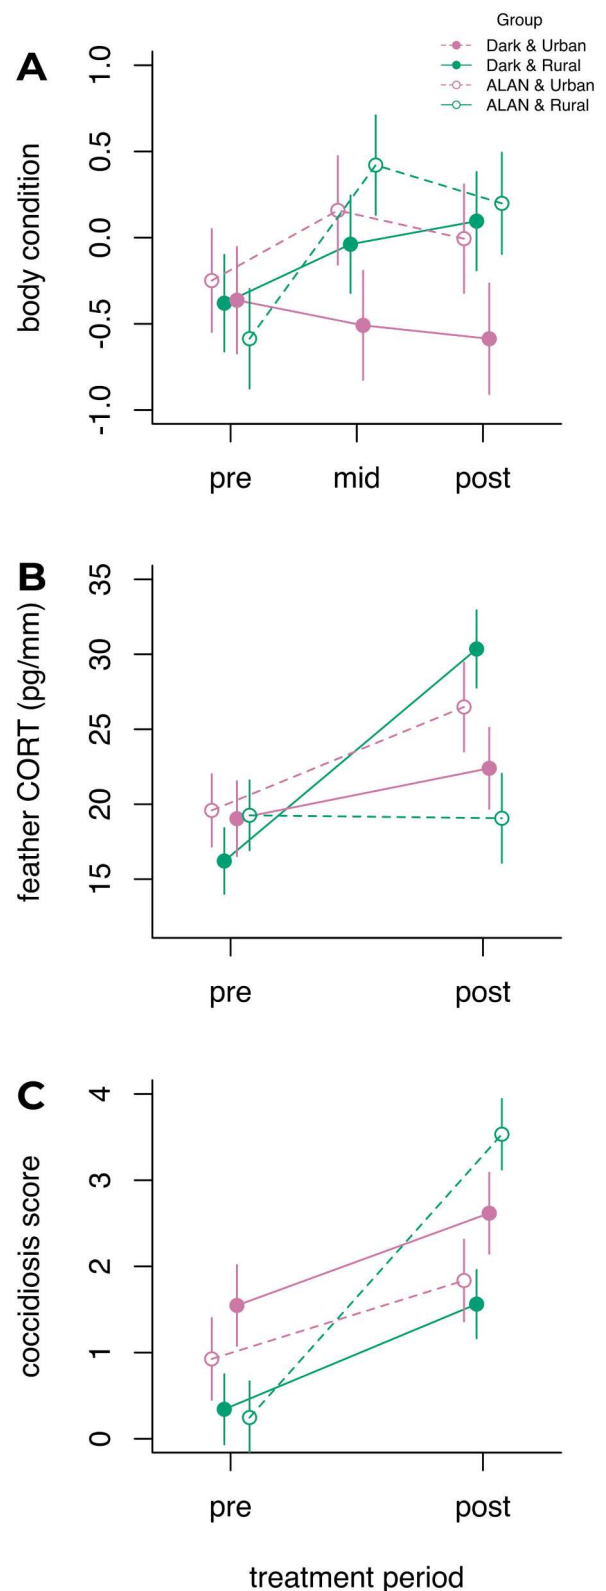 Group
Dark & Urban
Dark & Rural
ALAN & Urban
ALAN & Rural
A
body condition
1.0
0.5
0.0
-0.5
-1.0
pre mid post
B
feather CORT (pg/mm)
35
30
25
20
15
pre post
C
coccidiosis score
4
3
2
1
0
pre post
treatment period